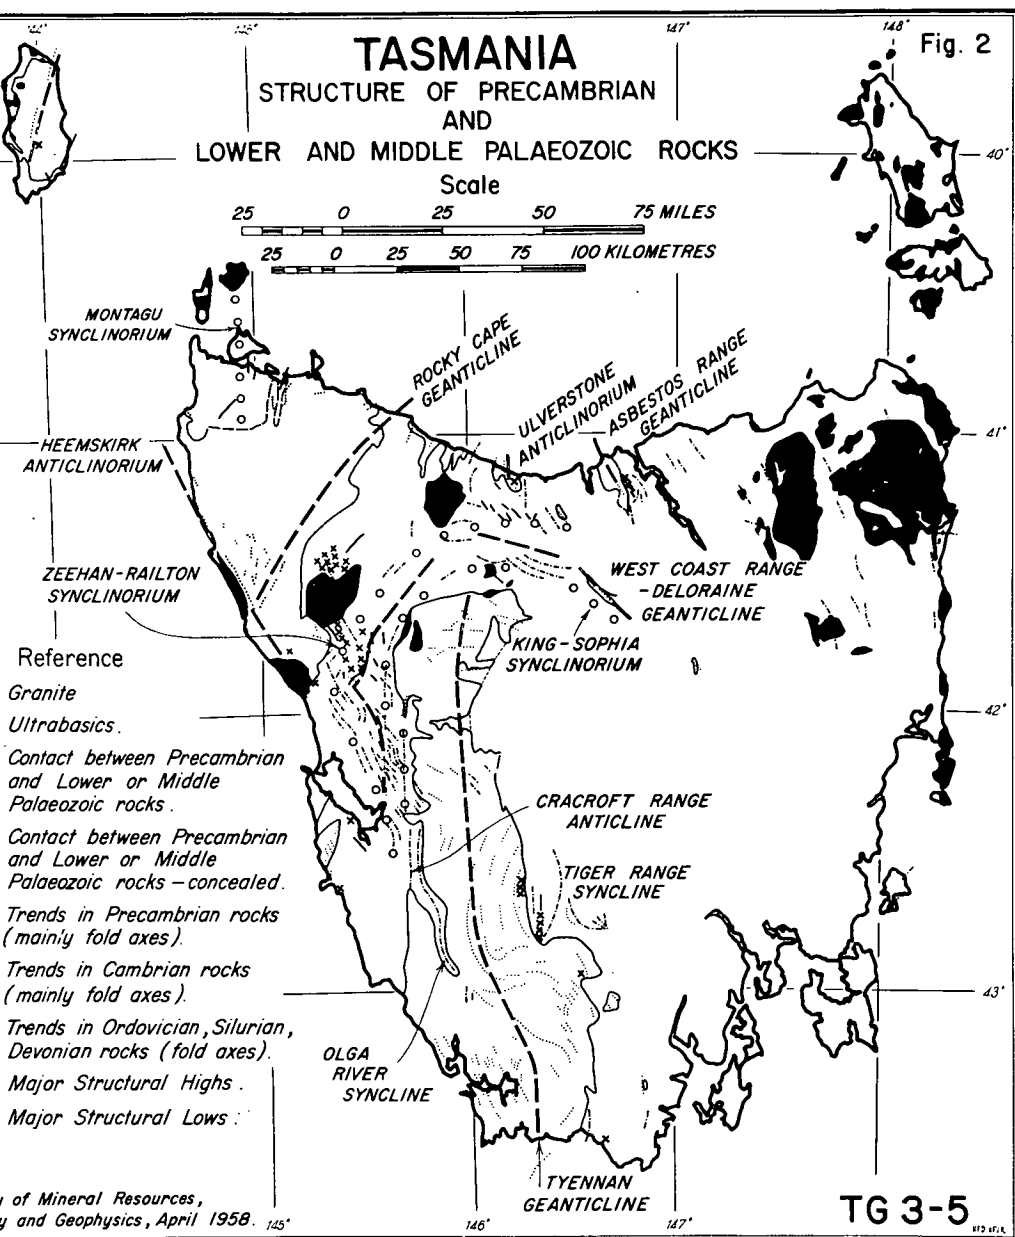 144°
145°
147°
148°
Fig. 2
TASMANIA
STRUCTURE OF PRECAMBRIAN
AND
LOWER AND MIDDLE PALAEOZOIC ROCKS
40°
Scale
25 0 25 50 75 MILES
25 0 25 50 75 100 KILOMETRES
MONTAGU
SYNCLINORIUM
ROCKY CAPE
GEANTICLINE
ULVERSTONE
ANTICLINORIUM
ASBESTOS RANGE
GEANTICLINE
41°
HEEMSKIRK
ANTICLINORIUM
ZEEHAN-RAILTON
SYNCLINORIUM
WEST COAST RANGE
-DELORAINE
GEANTICLINE
KING-SOPHIA
SYNCLINORIUM
Reference
Granite
Ultrabasics.
42°
Contact between Precambrian
and Lower or Middle
Palaeozoic rocks.
Contact between Precambrian
and Lower or Middle
Palaeozoic rocks – concealed.
CRACROFT RANGE
ANTICLINE
TIGER RANGE
SYNCLINE
Trends in Precambrian rocks
(mainly fold axes).
Trends in Cambrian rocks
(mainly fold axes).
43°
Trends in Ordovician, Silurian,
Devonian rocks (fold axes).
Major Structural Highs.
Major Structural Lows.
OLGA
RIVER
SYNCLINE
TYENNAN
GEANTICLINE
of Mineral Resources,
and Geophysics, April 1958.
145°
146°
147°
TG 3-5